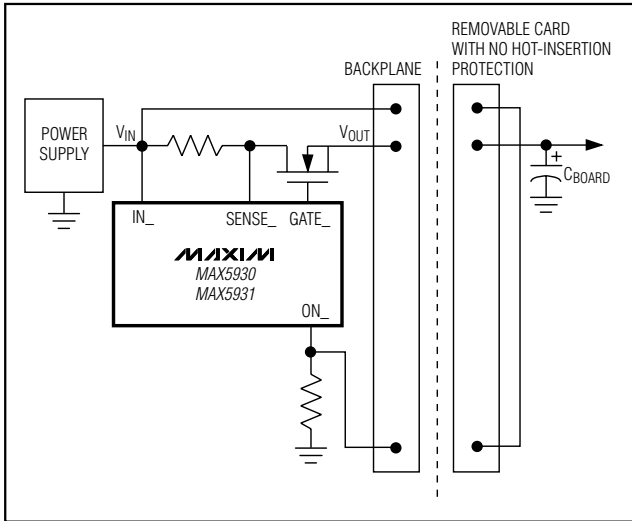 REMOVABLE CARD
WITH NO HOT-INSERTION
PROTECTION
BACKPLANE
POWER
SUPPLY
VIN
VOUT
CBOARD
+
IN_
SENSE_
GATE_
MAXIM
MAX5930
MAX5931
ON_